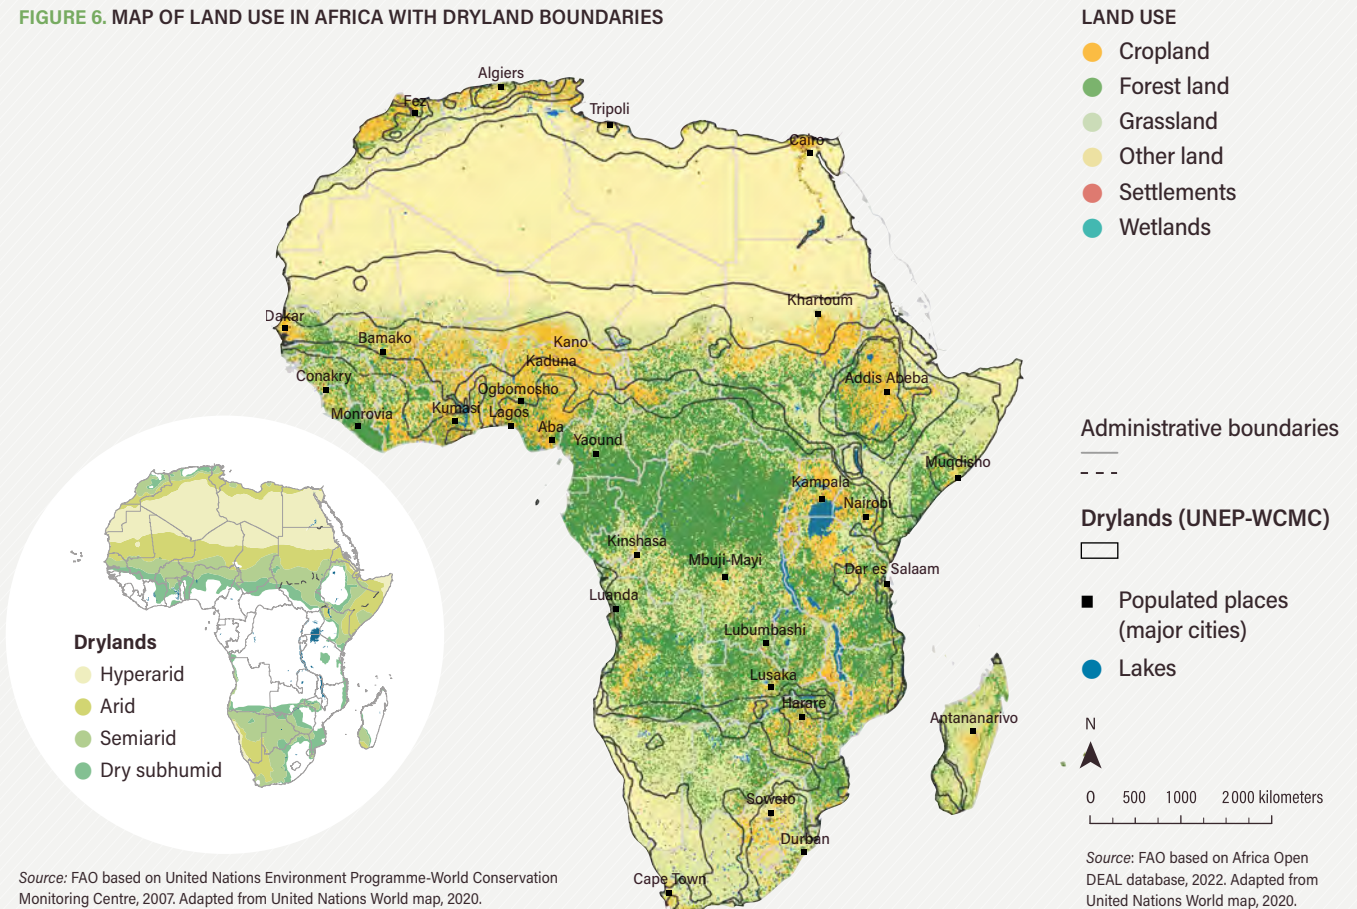 FIGURE 6. MAP OF LAND USE IN AFRICA WITH DRYLAND BOUNDARIES
LAND USE
Cropland
Forest land
Grassland
Other land
Settlements
Wetlands
Algiers
Fez
Tripoli
Cairo
Khartoum
Dakar
Bamako
Kano
Kaduna
Conakry
Ogbomosho
Addis Abeba
Monrovia
Kumasi
Lagos
Aba
Yaound
Muqdisho
Kampala
Nairobi
Kinshasa
Mbuji-Mayi
Dar es Salaam
Luanda
Lubumbashi
Lusaka
Harare
Antananarivo
Soweto
Durban
Cape Town
Administrative boundaries
Drylands (UNEP-WCMC)
Populated places
(major cities)
Lakes
N
0 500 1000 2 000 kilometers
Drylands
Hyperarid
Arid
Semiarid
Dry subhumid
Source: FAO based on United Nations Environment Programme-World Conservation
Monitoring Centre, 2007. Adapted from United Nations World map, 2020.
Source: FAO based on Africa Open
DEAL database, 2022. Adapted from
United Nations World map, 2020.